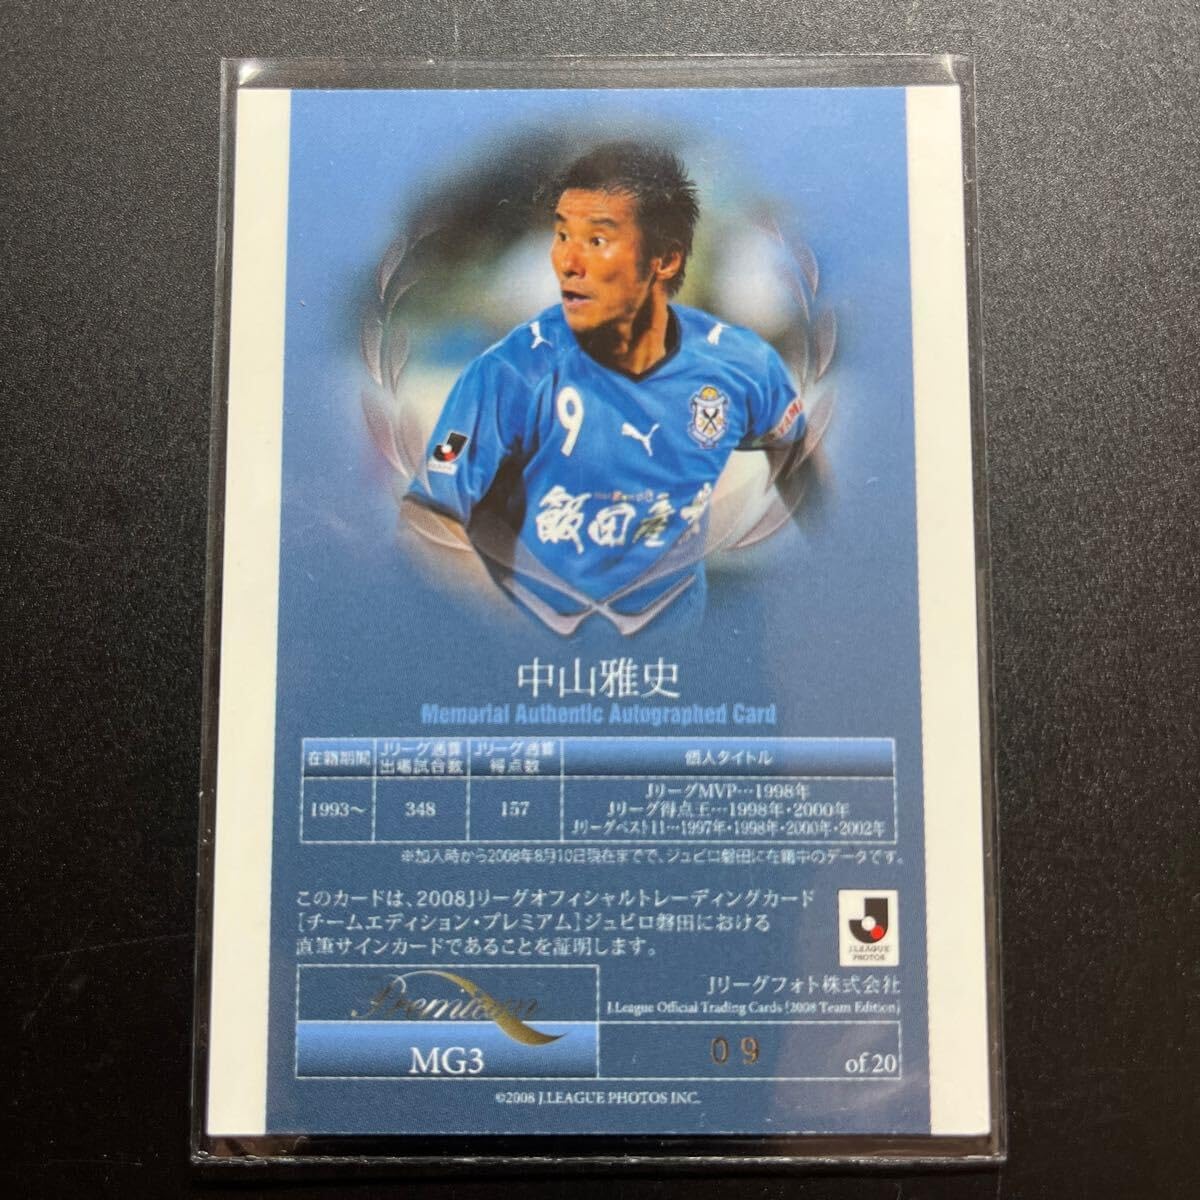 9
飯田産
YAMA
中山雅史
Memorial Authentic Autographed Card
在籍期間 Jリーグ通算出場試合数 Jリーグ通算得点数 個人タイトル
1993〜 348 157
JリーグMVP…1998年
Jリーグ得点王…1998年・2000年
Jリーグベスト11…1997年・1998年・2000年・2002年
※加入時から2008年8月10日現在までで、ジュビロ磐田に在籍中のデータです。
このカードは、2008Jリーグオフィシャルトレーディングカード
[チームエディション・プレミアム]ジュビロ磐田における
直筆サインカードであることを証明します。
J.LEAGUE
PHOTOS
Jリーグフォト株式会社
J.League Official Trading Cards [2008 Team Edition]
Premium
MG3
09 of 20
©2008 J.LEAGUE PHOTOS INC.